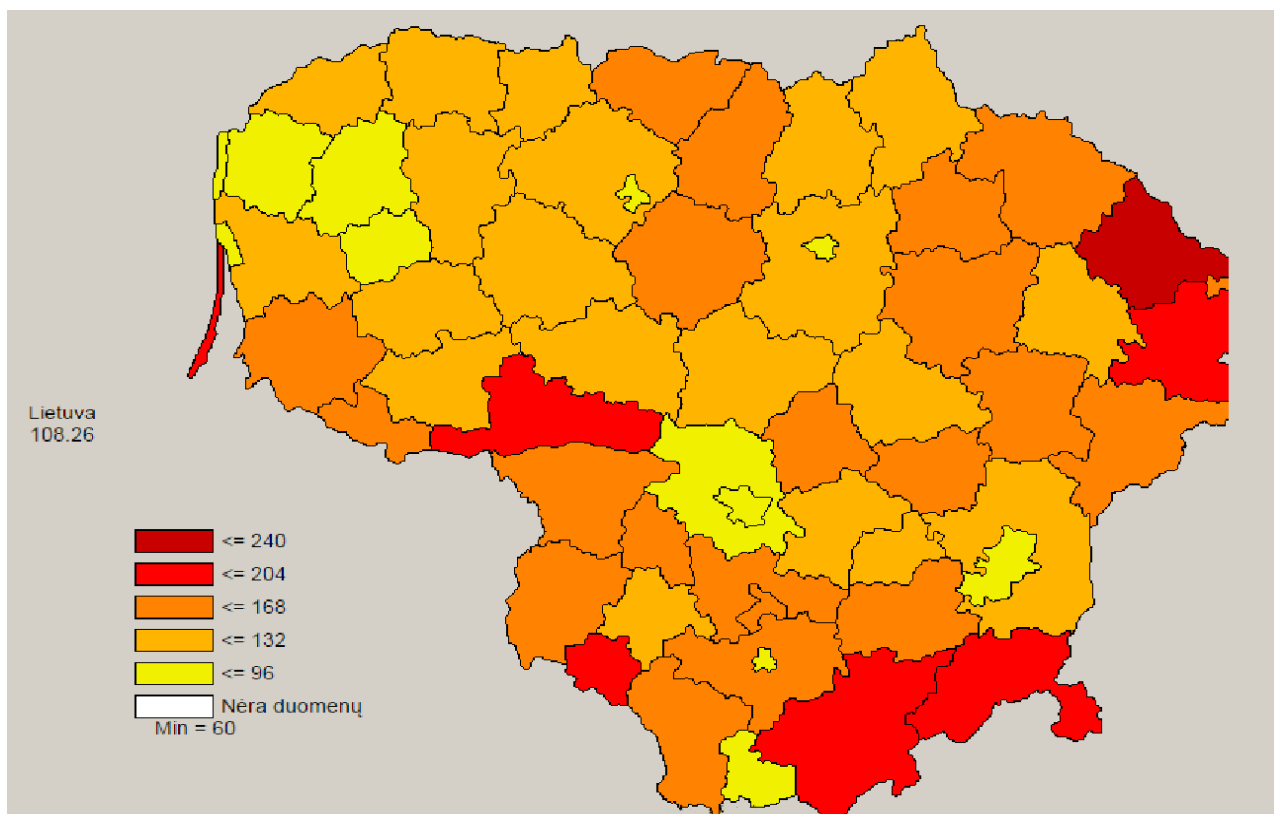 Lietuva
108.26
<= 240
<= 204
<= 168
<= 132
<= 96
Nėra duomenų
Min = 60